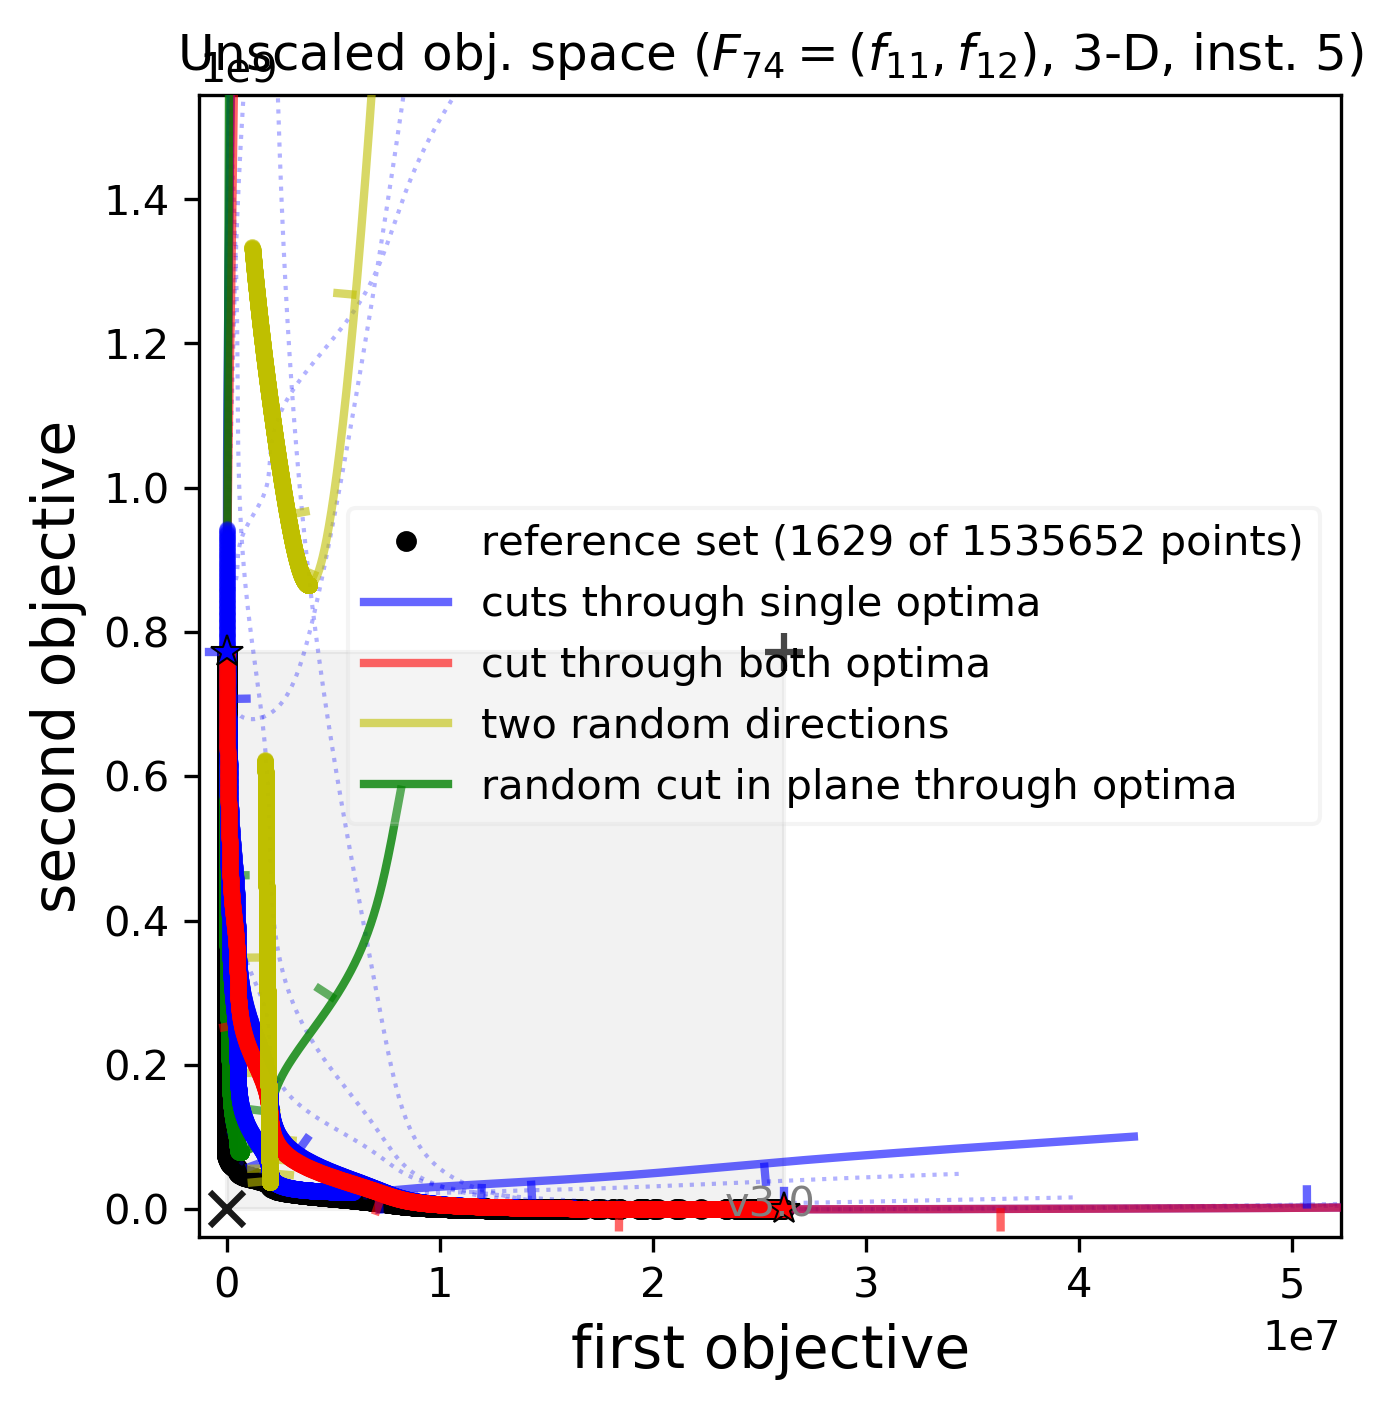 Unscaled obj. space (F74 = (f11, f12), 3-D, inst. 5)
1e9
1.4
1.2
1.0
0.8
0.6
0.4
0.2
0.0
second objective
reference set (1629 of 1535652 points)
cuts through single optima
cut through both optima
two random directions
random cut in plane through optima
v3.0
0 1 2 3 4 5
1e7
first objective